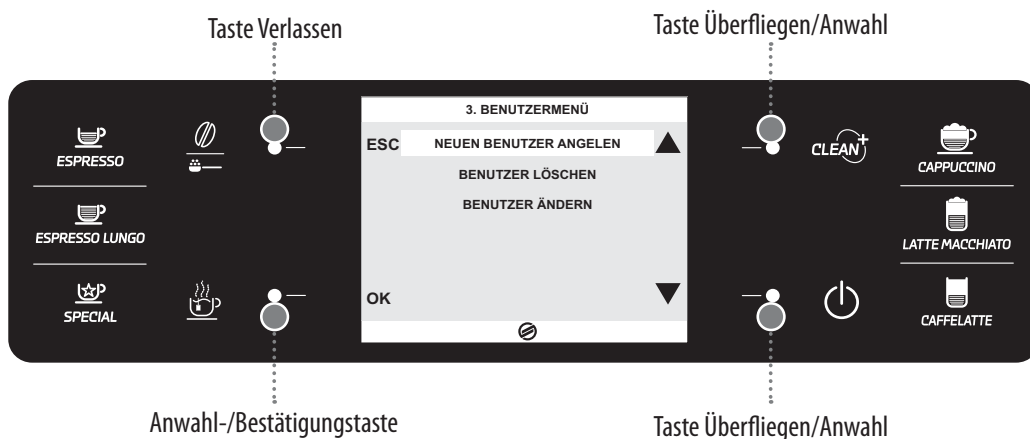 Taste Verlassen
Taste Überfliegen/Anwahl
3. BENUTZERMENÜ
ESC
NEUEN BENUTZER ANGELEN
BENUTZER LÖSCHEN
BENUTZER ÄNDERN
OK
ESPRESSO
ESPRESSO LUNGO
SPECIAL
CLEAN+
CAPPUCCINO
LATTE MACCHIATO
CAFFELATTE
Anwahl-/Bestätigungstaste
Taste Überfliegen/Anwahl